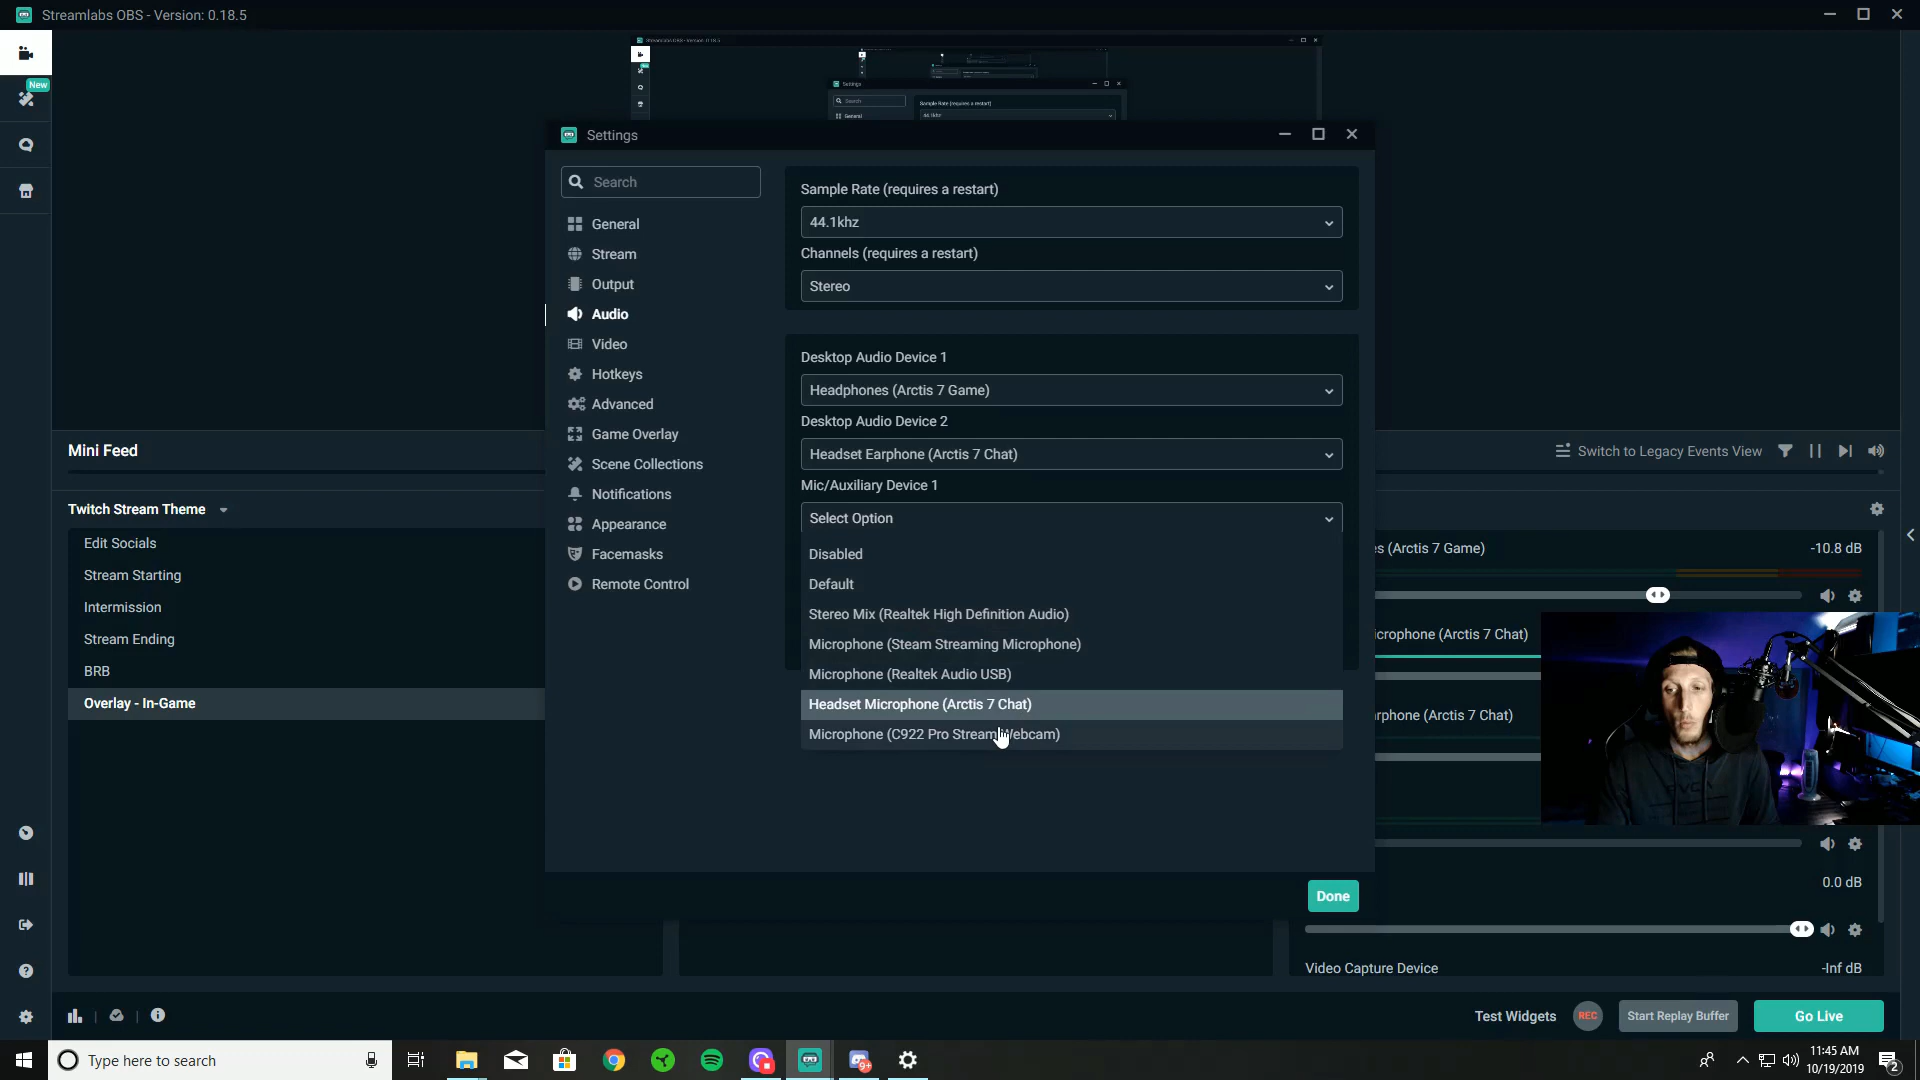 Streamlabs OBS - Version: 0.18.5
New
Settings
Search
General
Stream
Output
Audio
Video
Hotkeys
Advanced
Game Overlay
Scene Collections
Notifications
Appearance
Facemasks
Remote Control
Sample Rate (requires a restart)
44.1khz
Channels (requires a restart)
Stereo
Desktop Audio Device 1
Headphones (Arctis 7 Game)
Desktop Audio Device 2
Headset Earphone (Arctis 7 Chat)
Mic/Auxiliary Device 1
Select Option
Disabled
Default
Stereo Mix (Realtek High Definition Audio)
Microphone (Steam Streaming Microphone)
Microphone (Realtek Audio USB)
Headset Microphone (Arctis 7 Chat)
Microphone (C922 Pro Stream Webcam)
Done
Mini Feed
Switch to Legacy Events View
Twitch Stream Theme
Edit Socials
Stream Starting
Intermission
Stream Ending
BRB
Overlay - In-Game
es (Arctis 7 Game) -10.8 dB
icrophone (Arctis 7 Chat)
rphone (Arctis 7 Chat)
0.0 dB
Video Capture Device -Inf dB
Test Widgets
REC
Start Replay Buffer
Go Live
Type here to search
9+
11:45 AM
10/19/2019
2